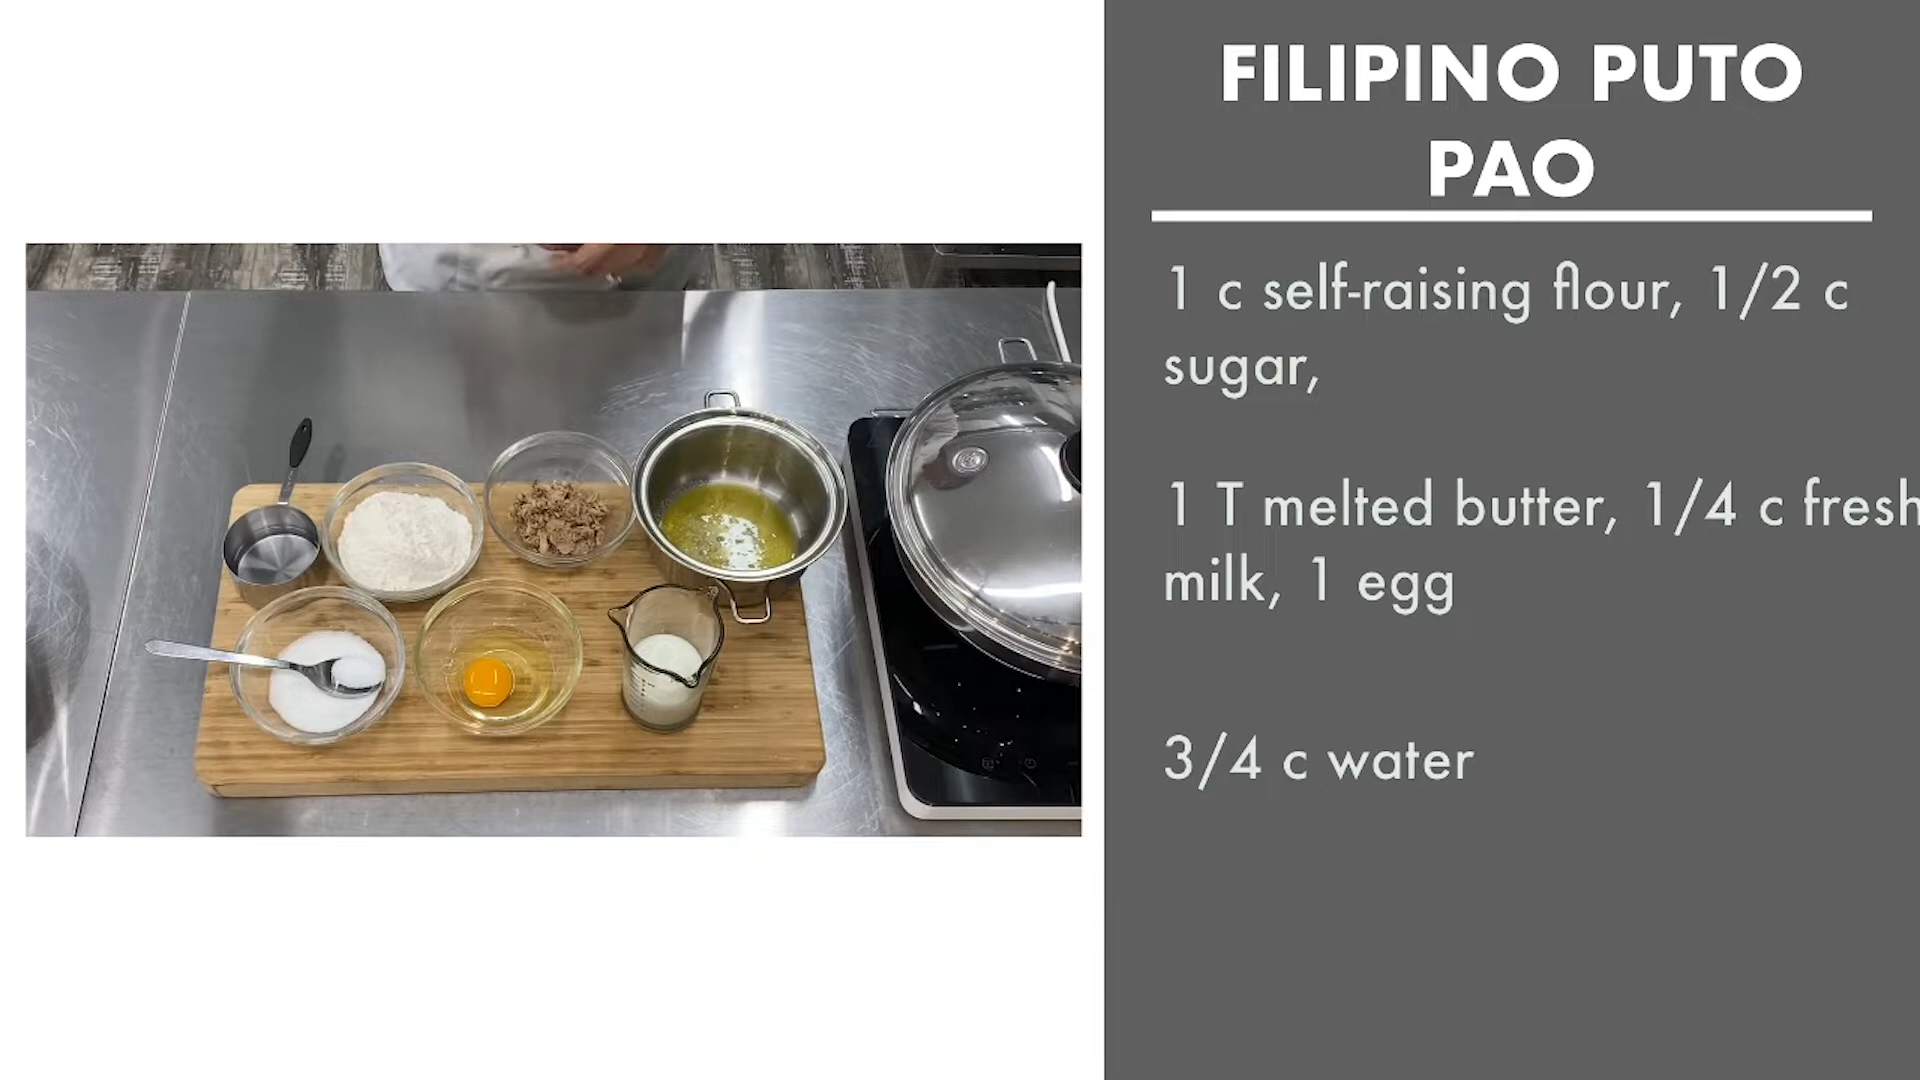 FILIPINO PUTO
PAO
1 c self-raising flour, 1/2 c
sugar,
1 T melted butter, 1/4 c fresh
milk, 1 egg
3/4 c water